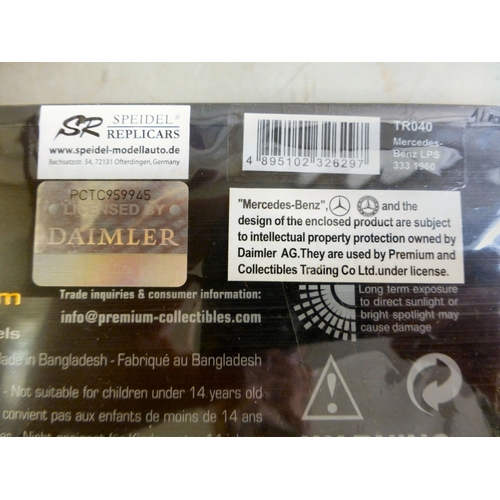 SR SPEIDEL®
REPLICARS
www.speidel-modellauto.de
Bachsatzstr. 54, 72131 Ofterdingen, Germany
4 895102 326297
TR040
Mercedes-
Benz LPS
333 1960
PCTC959945
LICENSED BY
DAIMLER
"Mercedes-Benz", and the
design of the enclosed product are subject
to intellectual property protection owned by
Daimler AG.They are used by Premium and
Collectibles Trading Co Ltd.under license.
m
Trade inquiries & consumer information:
info@premium-collectibles.com
Long term exposure
to direct sunlight or
bright spotlight may
cause damage
els
Made in Bangladesh - Fabriqué au Bangladesh
- Not suitable for children under 14 years old
convient pas aux enfants de moins de 14 ans
WARNING